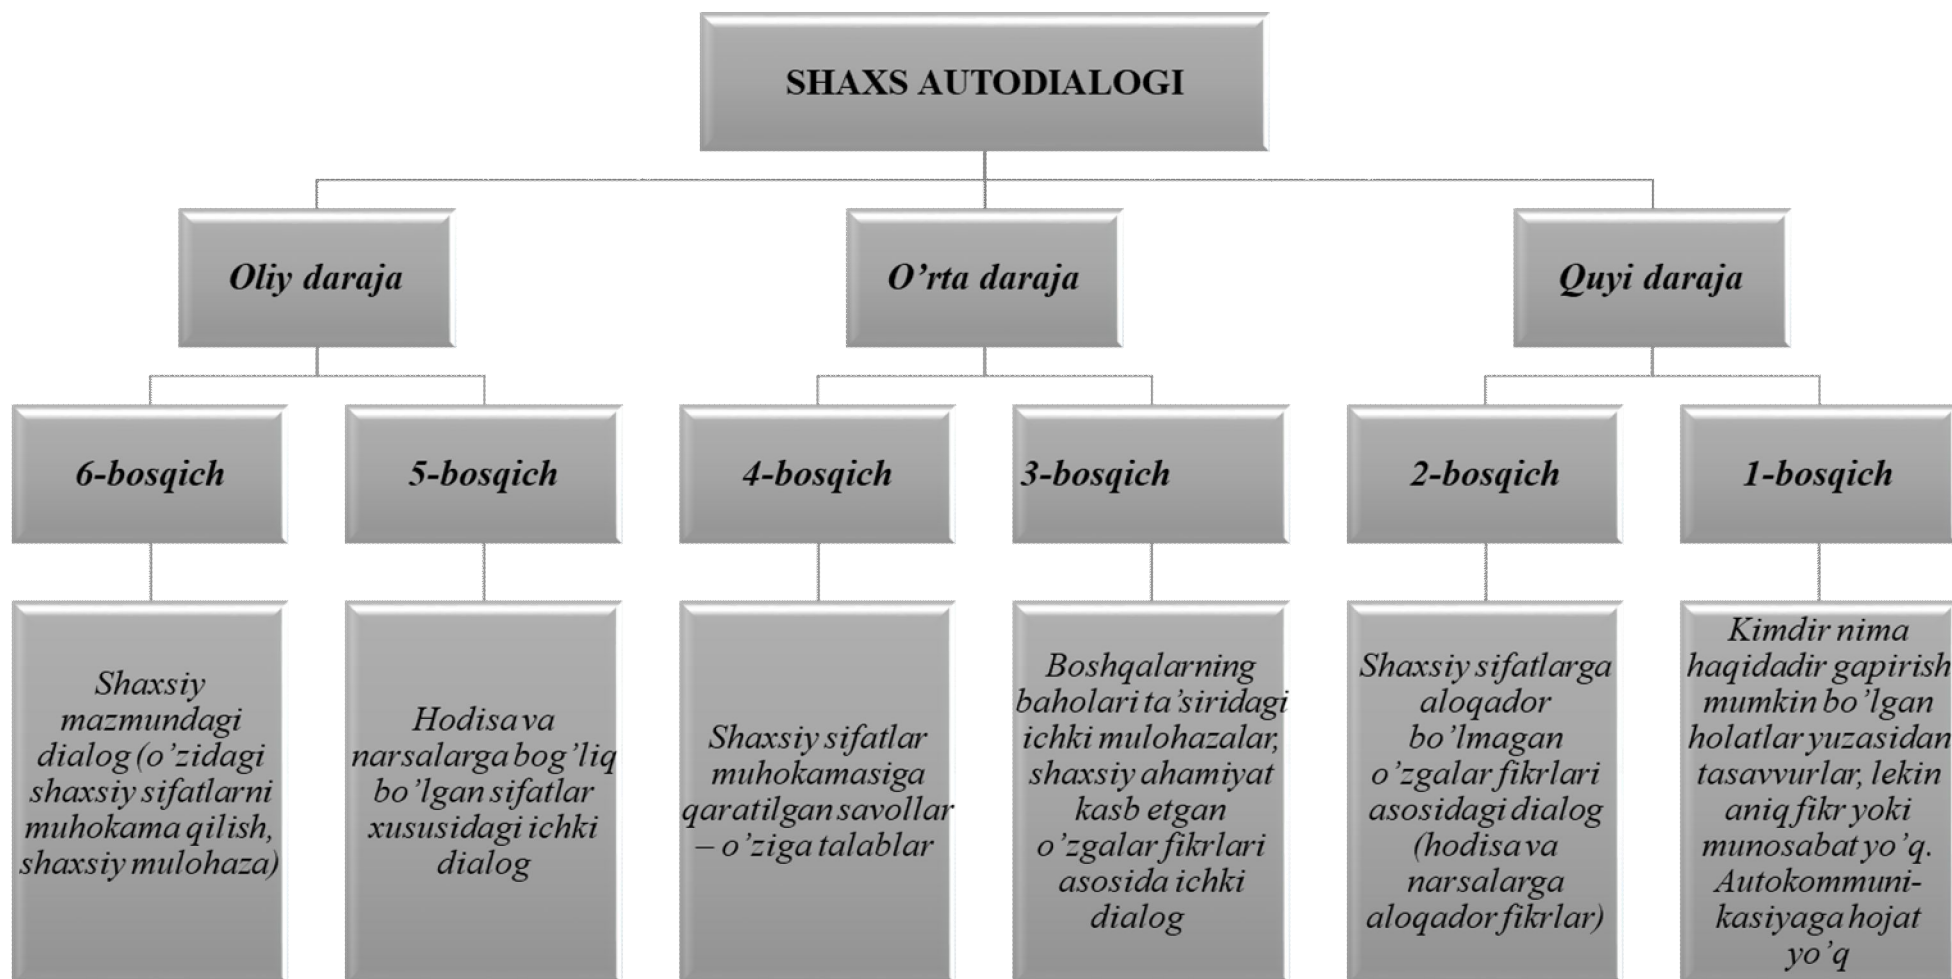 SHAXS AUTODIALOGI
Oliy daraja
O’rta daraja
Quyi daraja
6-bosqich
5-bosqich
4-bosqich
3-bosqich
2-bosqich
1-bosqich
Shaxsiy
mazmundagi
dialog (o’zidagi
shaxsiy sifatlarni
muhokama qilish,
shaxsiy mulohaza)
Hodisa va
narsalarga bog’liq
bo’lgan sifatlar
xususidagi ichki
dialog
Shaxsiy sifatlar
muhokamasiga
qaratilgan savollar
– o’ziga talablar
Boshqalarning
baholari ta’siridagi
ichki mulohazalar,
shaxsiy ahamiyat
kasb etgan
o’zgalar fikrlari
asosida ichki
dialog
Shaxsiy sifatlarga
aloqador
bo’lmagan
o’zgalar fikrlari
asosidagi dialog
(hodisa va
narsalarga
aloqador fikrlar)
Kimdir nima
haqidadir gapirish
mumkin bo’lgan
holatlar yuzasidan
tasavvurlar, lekin
aniq fikr yoki
munosabat yo’q.
Autokommuni-
kasiyaga hojat
yo’q